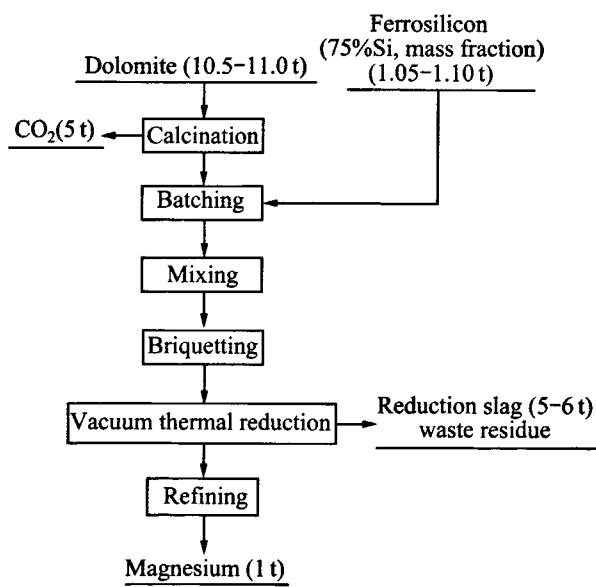 Ferrosilicon
(75%Si, mass fraction)
(1.05−1.10 t)
Dolomite (10.5−11.0 t)
CO₂(5 t)
Calcination
Batching
Mixing
Briquetting
Vacuum thermal reduction
Reduction slag (5−6 t)
waste residue
Refining
Magnesium (1 t)